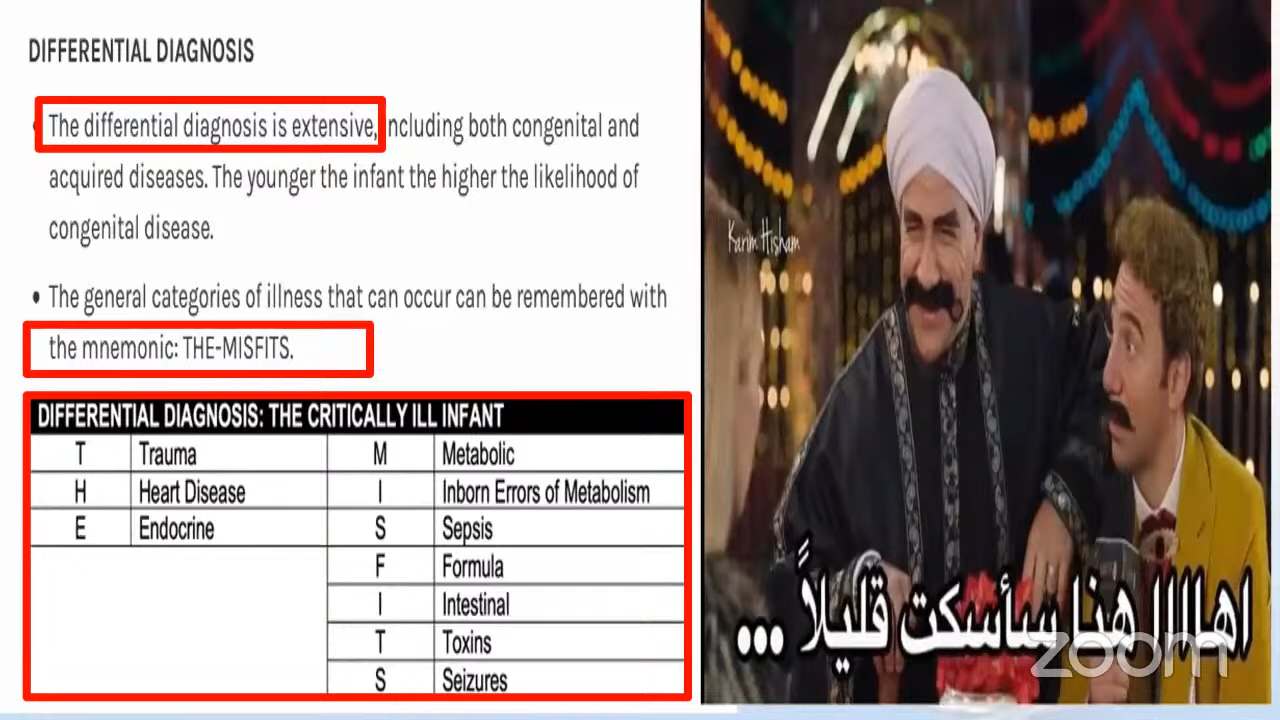 DIFFERENTIAL DIAGNOSIS
The differential diagnosis is extensive, including both congenital and
acquired diseases. The younger the infant the higher the likelihood of
congenital disease.
• The general categories of illness that can occur can be remembered with
the mnemonic: THE-MISFITS.
DIFFERENTIAL DIAGNOSIS: THE CRITICALLY ILL INFANT
T Trauma M Metabolic
H Heart Disease I Inborn Errors of Metabolism
E Endocrine S Sepsis
F Formula
I Intestinal
T Toxins
S Seizures
Karim Hisham
اهاااا هنا سأسكت قليلاً ...
zoom